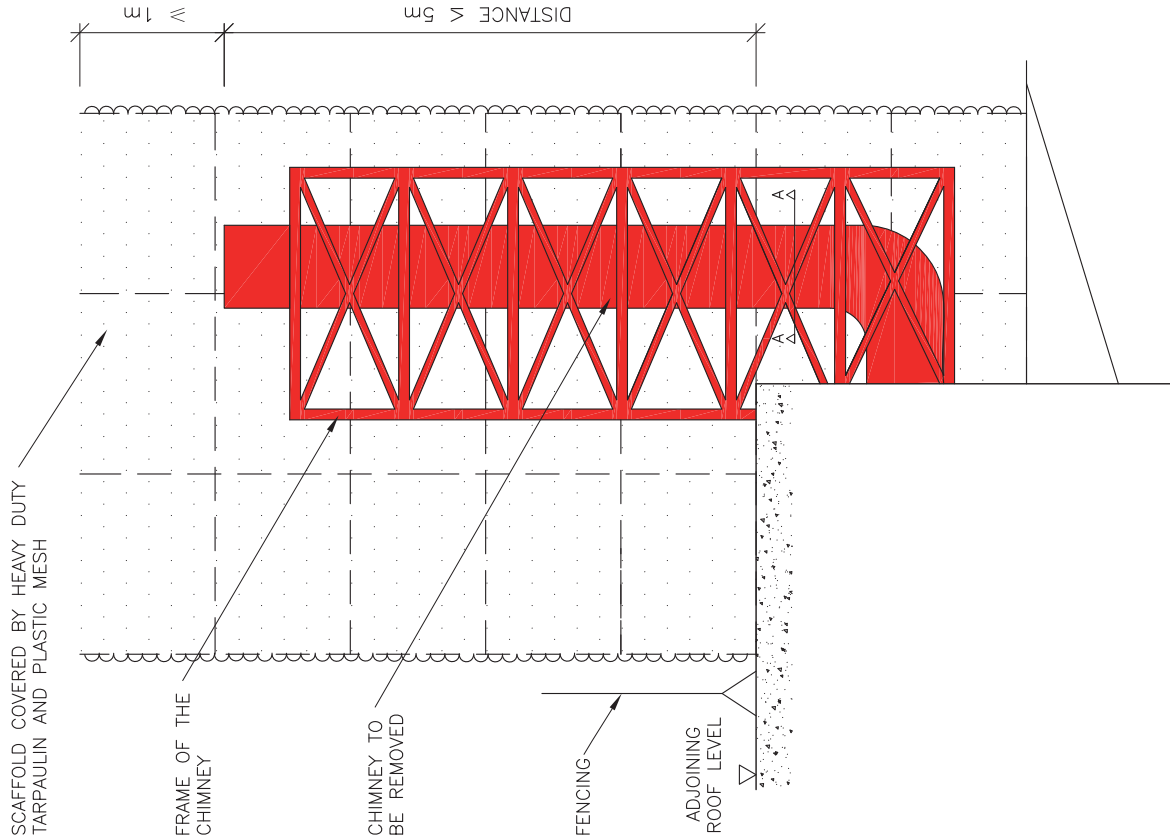 SCAFFOLD COVERED BY HEAVY DUTY
TARPAULIN AND PLASTIC MESH
FRAME OF THE
CHIMNEY
CHIMNEY TO
BE REMOVED
FENCING
ADJOINING
ROOF LEVEL
≥ 1m
DISTANCE ≤ 5m
A
A